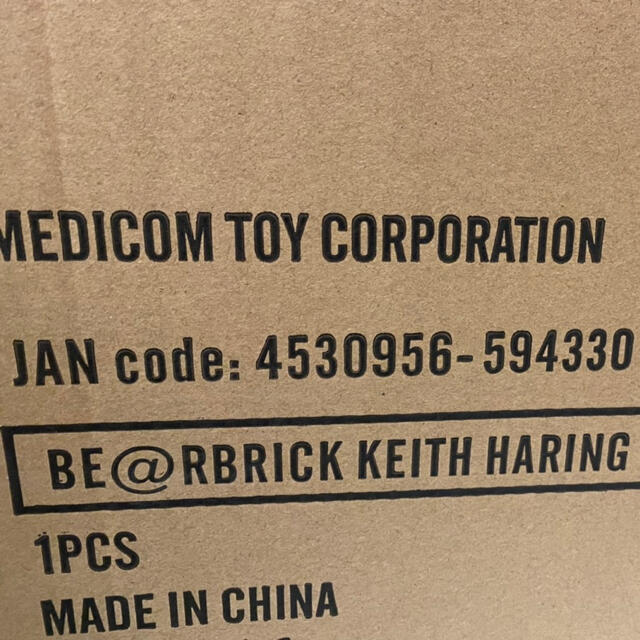 MEDICOM TOY CORPORATION
JAN code: 4530956-594330
BE@RBRICK KEITH HARING
1PCS
MADE IN CHINA